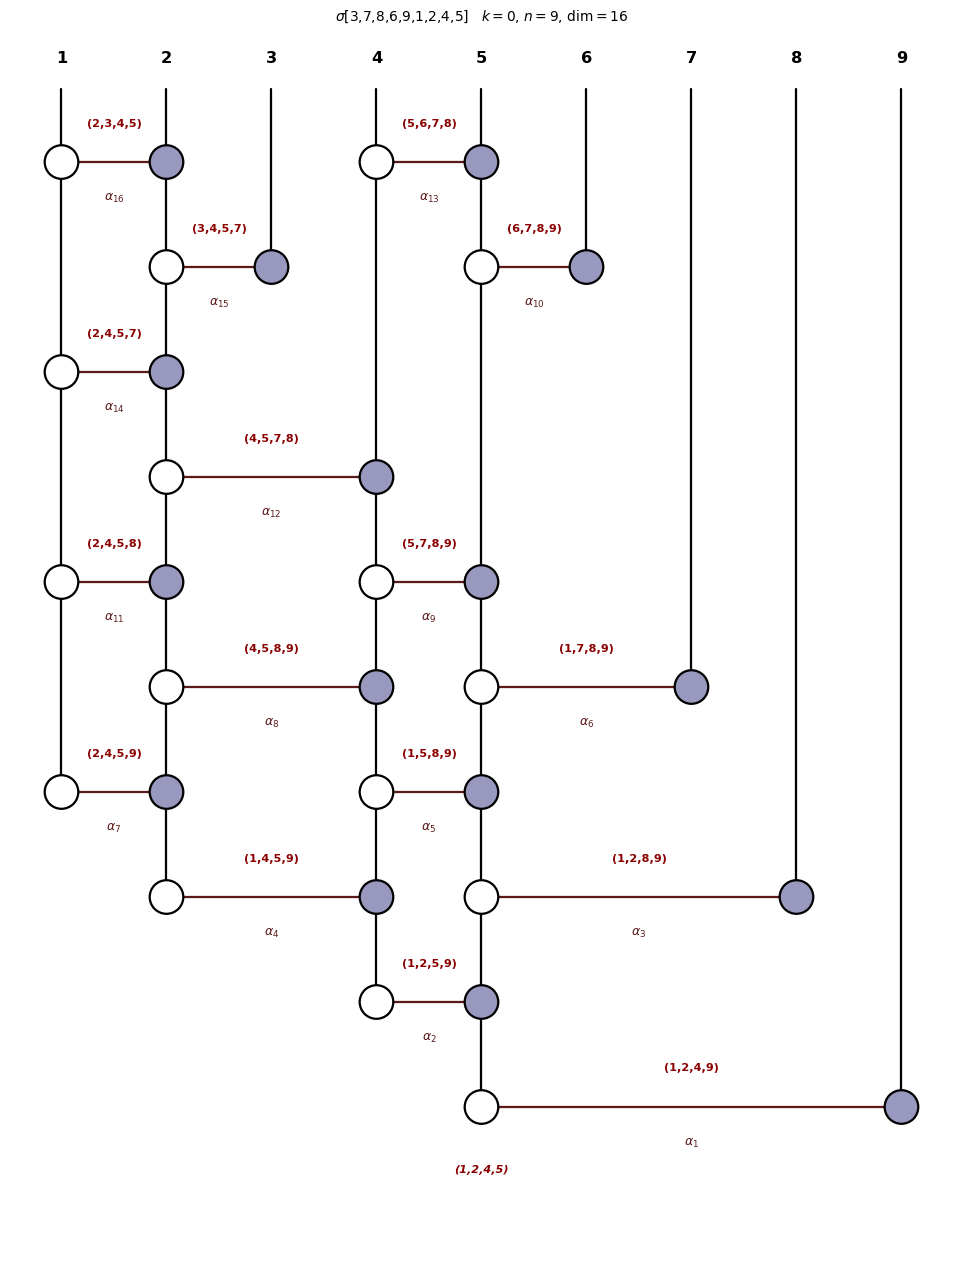 σ[3,7,8,6,9,1,2,4,5]   k = 0, n = 9, dim = 16
1 2 3 4 5 6 7 8 9
(2,3,4,5) (5,6,7,8)
α₁₆ α₁₃
(3,4,5,7) (6,7,8,9)
α₁₅ α₁₀
(2,4,5,7)
α₁₄
(4,5,7,8)
α₁₂
(2,4,5,8) (5,7,8,9)
α₁₁ α₉
(4,5,8,9) (1,7,8,9)
α₈ α₆
(2,4,5,9) (1,5,8,9)
α₇ α₅
(1,4,5,9) (1,2,8,9)
α₄ α₃
(1,2,5,9)
α₂
(1,2,4,9)
α₁
(1,2,4,5)